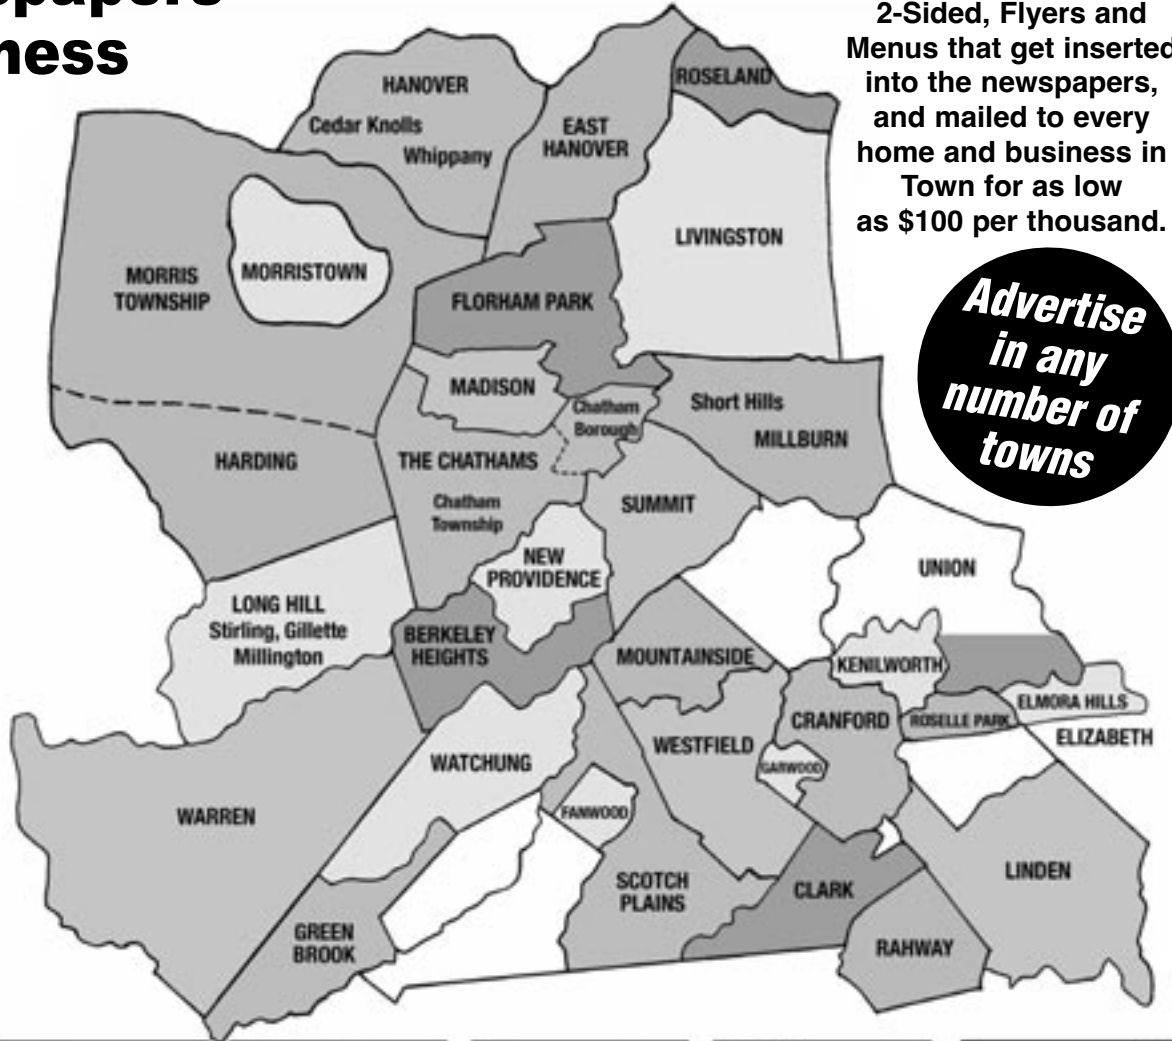 ness
2-Sided, Flyers and
Menus that get inserted
into the newspapers,
and mailed to every
home and business in
Town for as low
as $100 per thousand.
Advertise
in any
number of
towns
HANOVER
Cedar Knolls
Whippany
EAST
HANOVER
ROSELAND
LIVINGSTON
MORRIS
TOWNSHIP
MORRISTOWN
FLORHAM PARK
MADISON
Chatham
Borough
Short Hills
MILLBURN
HARDING
THE CHATHAMS
Chatham
Township
SUMMIT
NEW
PROVIDENCE
UNION
LONG HILL
Stirling, Gillette
Millington
BERKELEY
HEIGHTS
MOUNTAINSIDE
KENILWORTH
ELMORA HILLS
ROSELLE PARK
ELIZABETH
CRANFORD
WESTFIELD
GARWOOD
WATCHUNG
WARREN
FANWOOD
SCOTCH
PLAINS
CLARK
LINDEN
GREEN
BROOK
RAHWAY